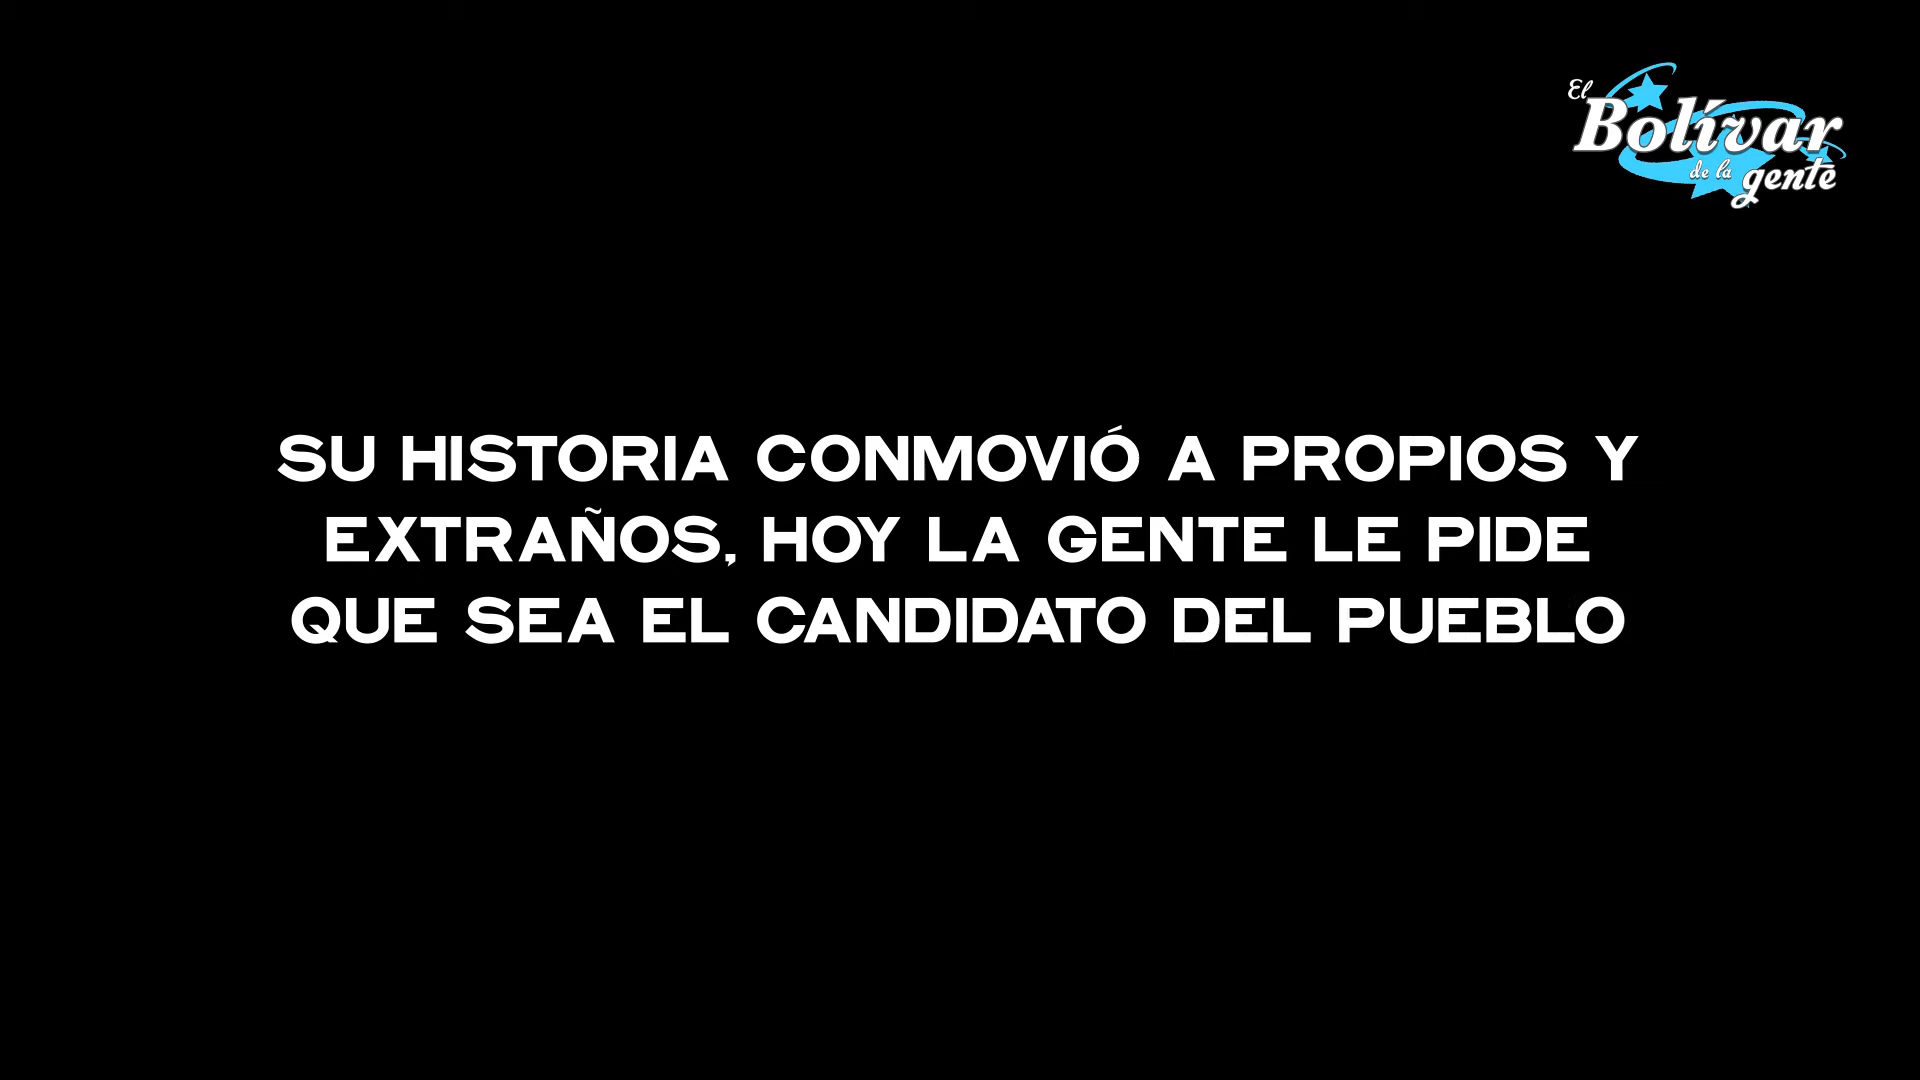 El
Bolívar
de la gente
SU HISTORIA CONMOVIÓ A PROPIOS Y
EXTRAÑOS, HOY LA GENTE LE PIDE
QUE SEA EL CANDIDATO DEL PUEBLO